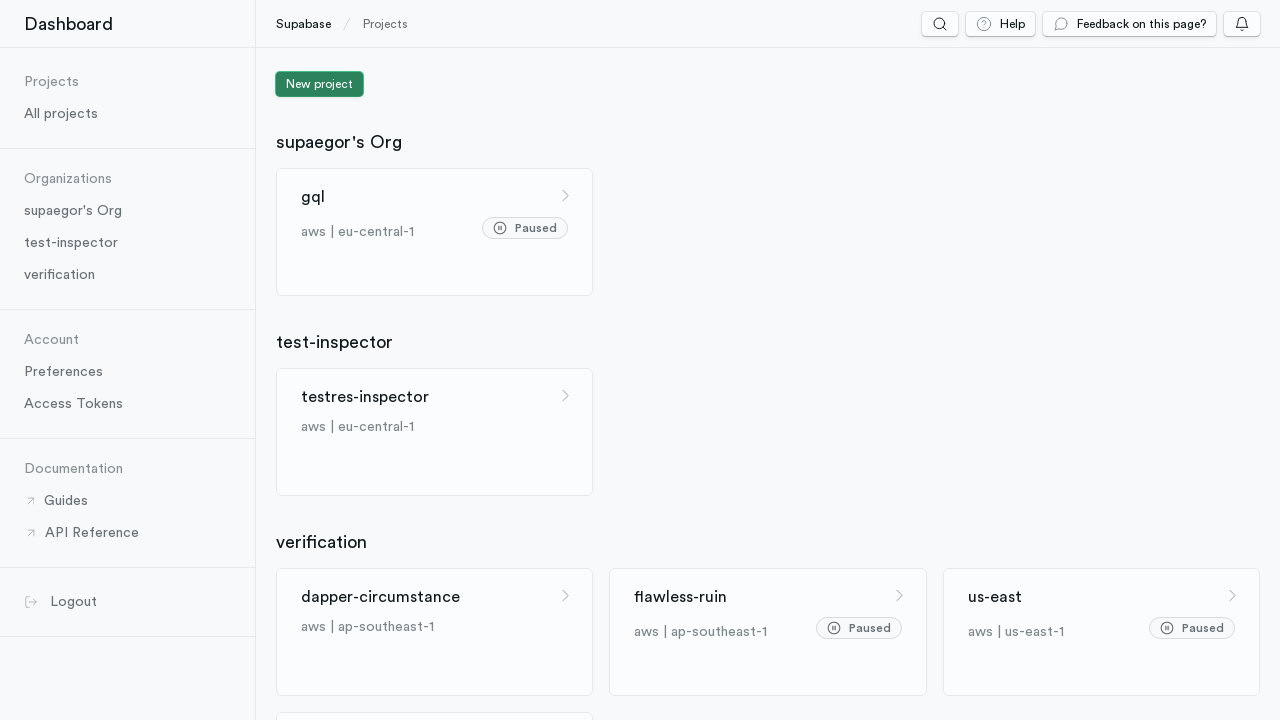 Dashboard
Supabase / Projects
Help
Feedback on this page?
Projects
All projects
Organizations
supaegor's Org
test-inspector
verification
Account
Preferences
Access Tokens
Documentation
Guides
API Reference
Logout
New project
supaegor's Org
gql
aws | eu-central-1
Paused
test-inspector
testres-inspector
aws | eu-central-1
verification
dapper-circumstance
aws | ap-southeast-1
flawless-ruin
aws | ap-southeast-1
Paused
us-east
aws | us-east-1
Paused